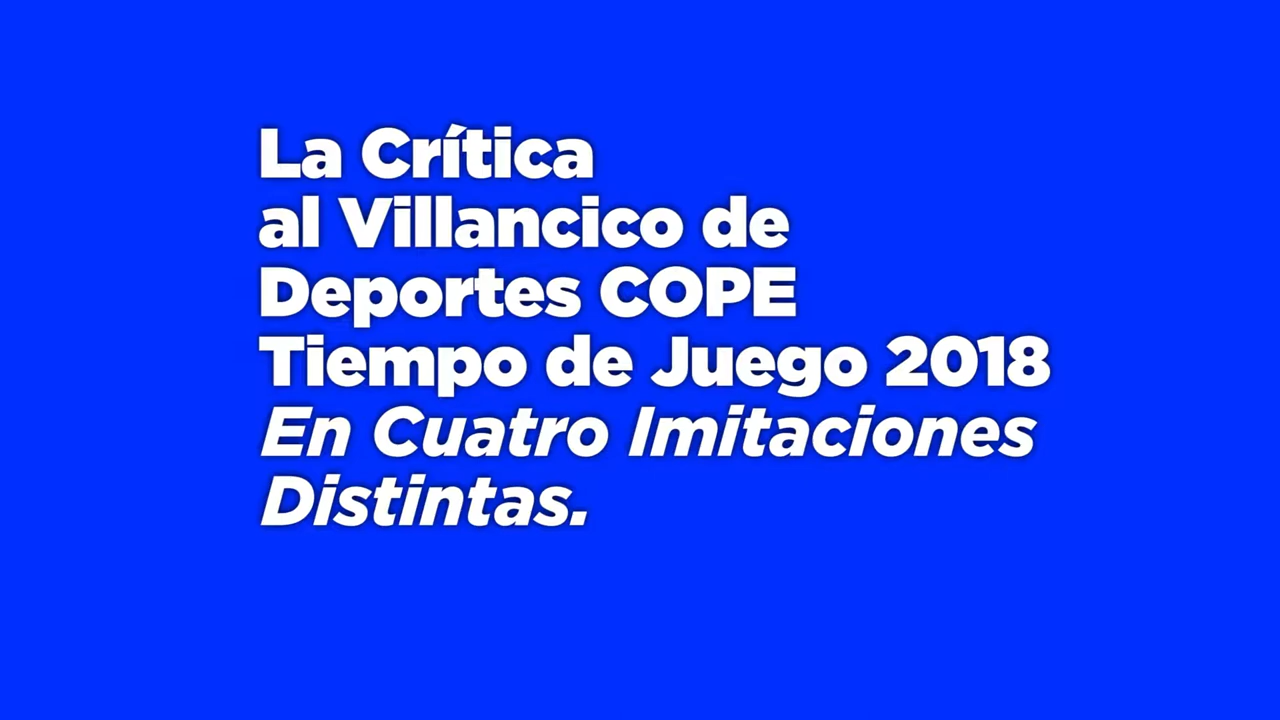 La Crítica
al Villancico de
Deportes COPE
Tiempo de Juego 2018
En Cuatro Imitaciones
Distintas.